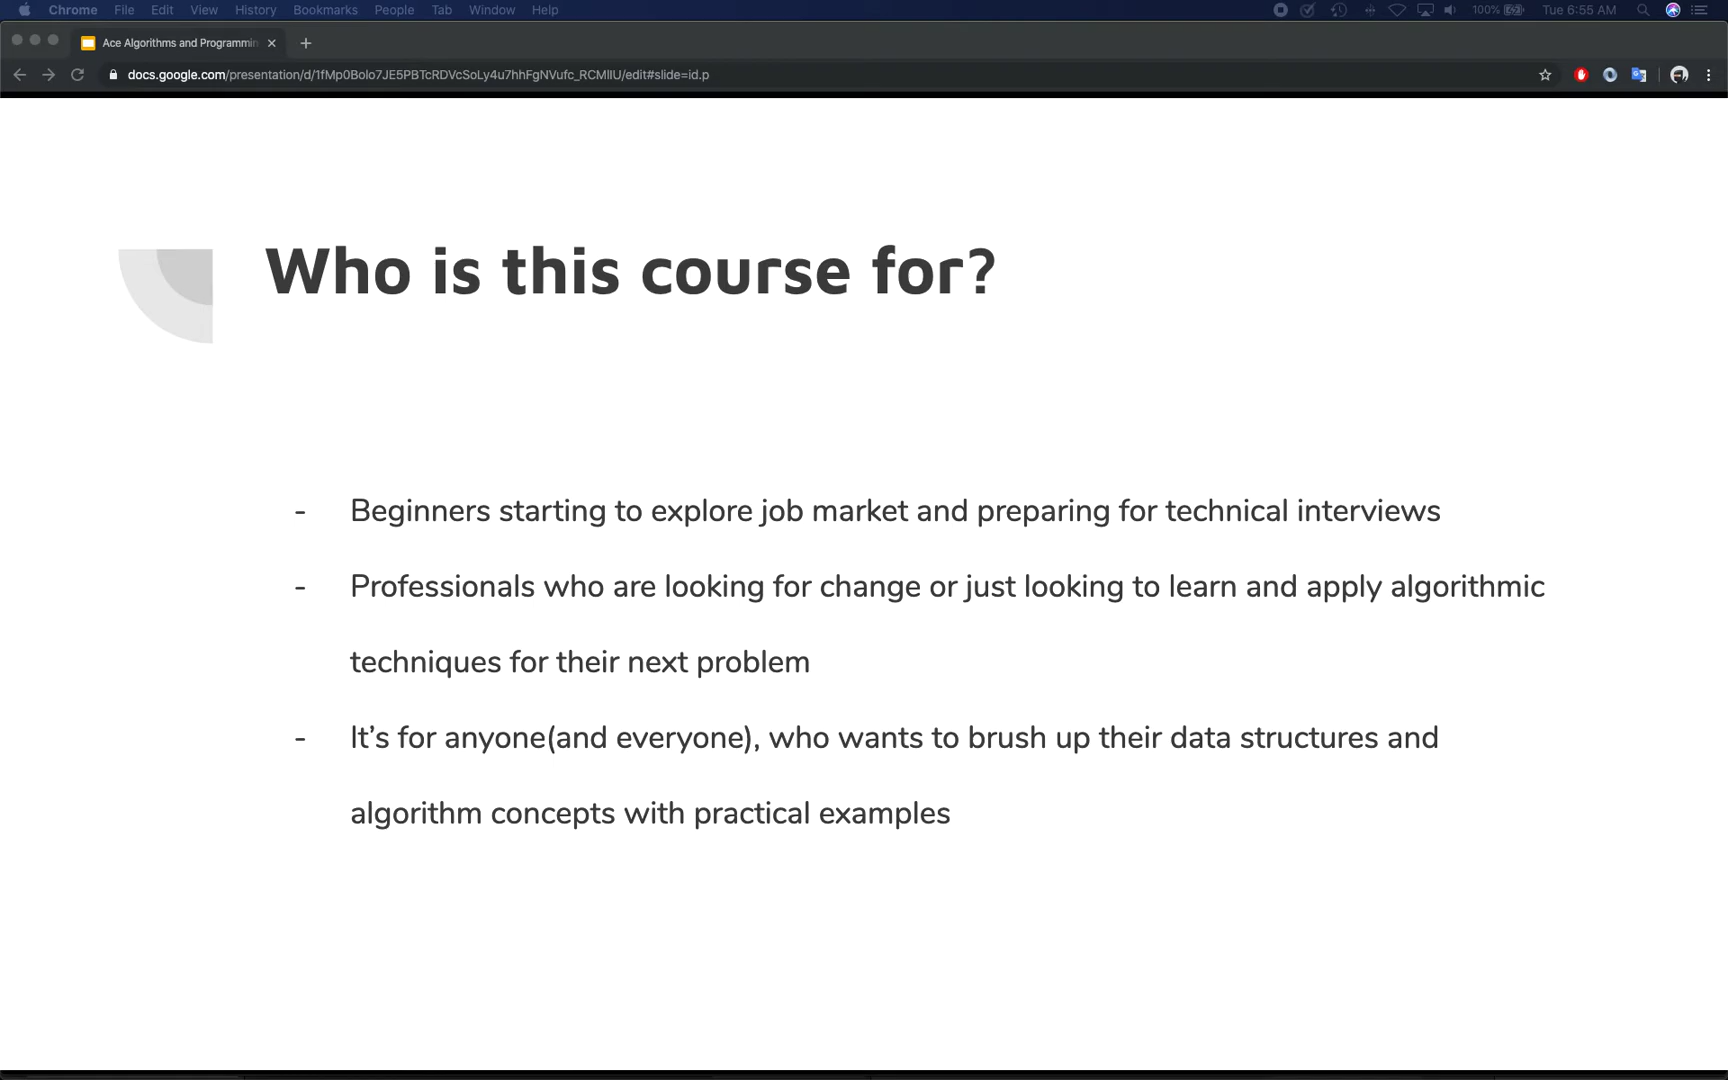 Chrome File Edit View History Bookmarks People Tab Window Help 100% Tue 6:55 AM
Ace Algorithms and Programmin
docs.google.com/presentation/d/1fMp0Bolo7JE5PBTcRDVcSoLy4u7hhFgNVufc_RCMlIU/edit#slide=id.p
Who is this course for?
- Beginners starting to explore job market and preparing for technical interviews
- Professionals who are looking for change or just looking to learn and apply algorithmic
techniques for their next problem
- It’s for anyone(and everyone), who wants to brush up their data structures and
algorithm concepts with practical examples